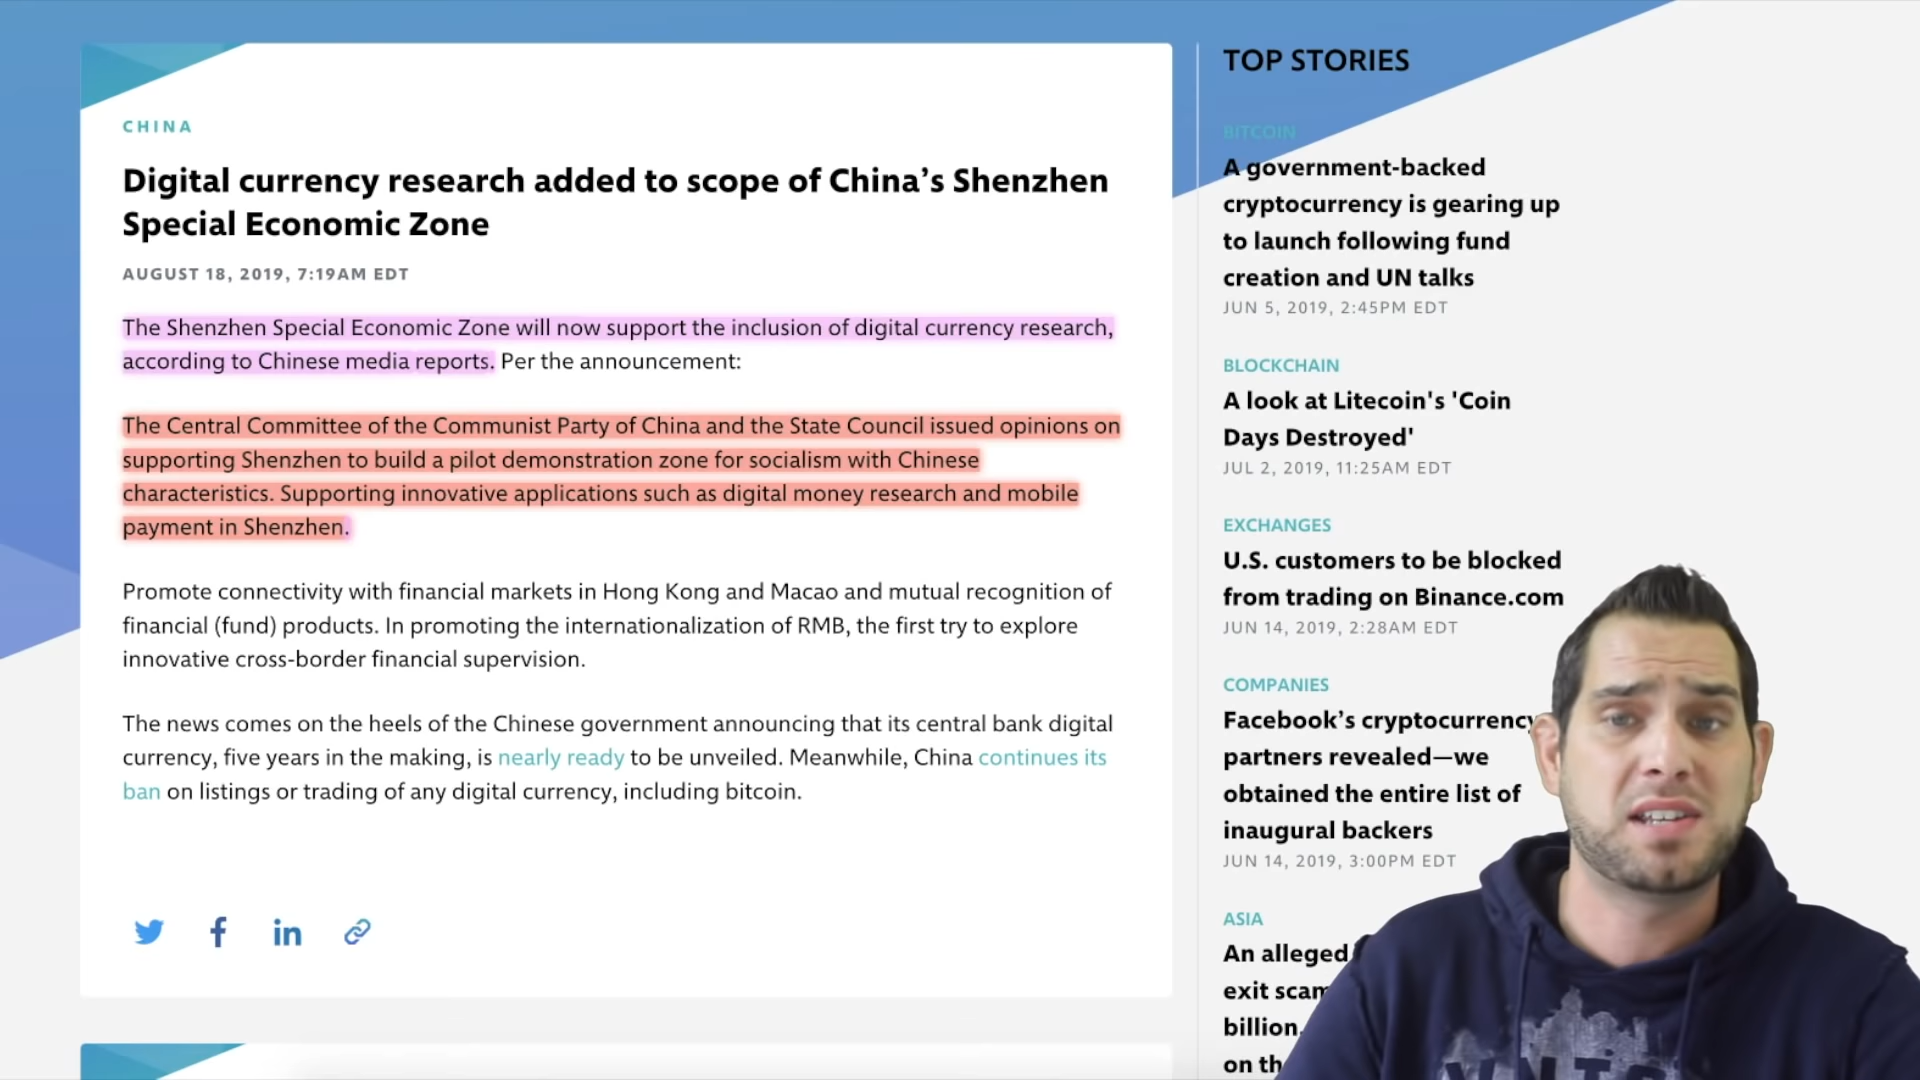 CHINA
Digital currency research added to scope of China’s Shenzhen
Special Economic Zone
AUGUST 18, 2019, 7:19AM EDT
The Shenzhen Special Economic Zone will now support the inclusion of digital currency research,
according to Chinese media reports. Per the announcement:
The Central Committee of the Communist Party of China and the State Council issued opinions on
supporting Shenzhen to build a pilot demonstration zone for socialism with Chinese
characteristics. Supporting innovative applications such as digital money research and mobile
payment in Shenzhen.
Promote connectivity with financial markets in Hong Kong and Macao and mutual recognition of
financial (fund) products. In promoting the internationalization of RMB, the first try to explore
innovative cross-border financial supervision.
The news comes on the heels of the Chinese government announcing that its central bank digital
currency, five years in the making, is nearly ready to be unveiled. Meanwhile, China continues its
ban on listings or trading of any digital currency, including bitcoin.
TOP STORIES
BITCOIN
A government-backed
cryptocurrency is gearing up
to launch following fund
creation and UN talks
JUN 5, 2019, 2:45PM EDT
BLOCKCHAIN
A look at Litecoin's 'Coin
Days Destroyed'
JUL 2, 2019, 11:25AM EDT
EXCHANGES
U.S. customers to be blocked
from trading on Binance.com
JUN 14, 2019, 2:28AM EDT
COMPANIES
Facebook’s cryptocurrency
partners revealed—we
obtained the entire list of
inaugural backers
JUN 14, 2019, 3:00PM EDT
ASIA
An alleged
exit scam
billion
on th